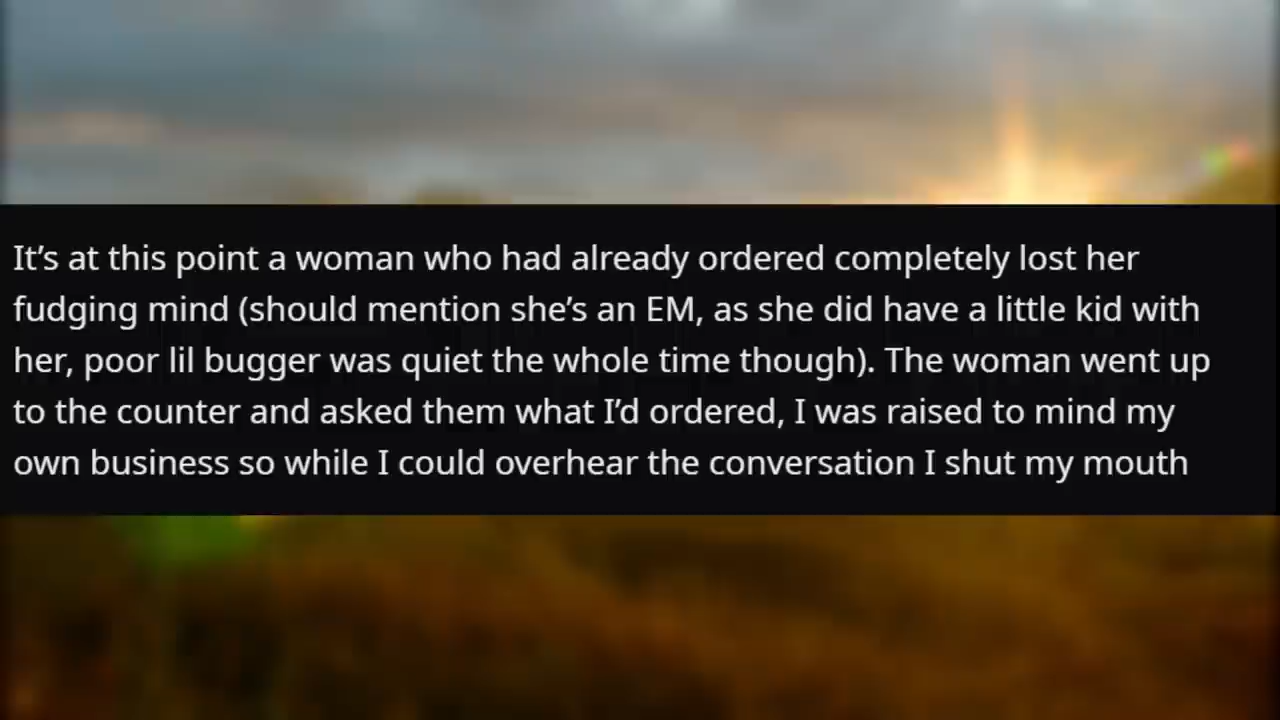 It’s at this point a woman who had already ordered completely lost her
fudging mind (should mention she’s an EM, as she did have a little kid with
her, poor lil bugger was quiet the whole time though). The woman went up
to the counter and asked them what I’d ordered, I was raised to mind my
own business so while I could overhear the conversation I shut my mouth